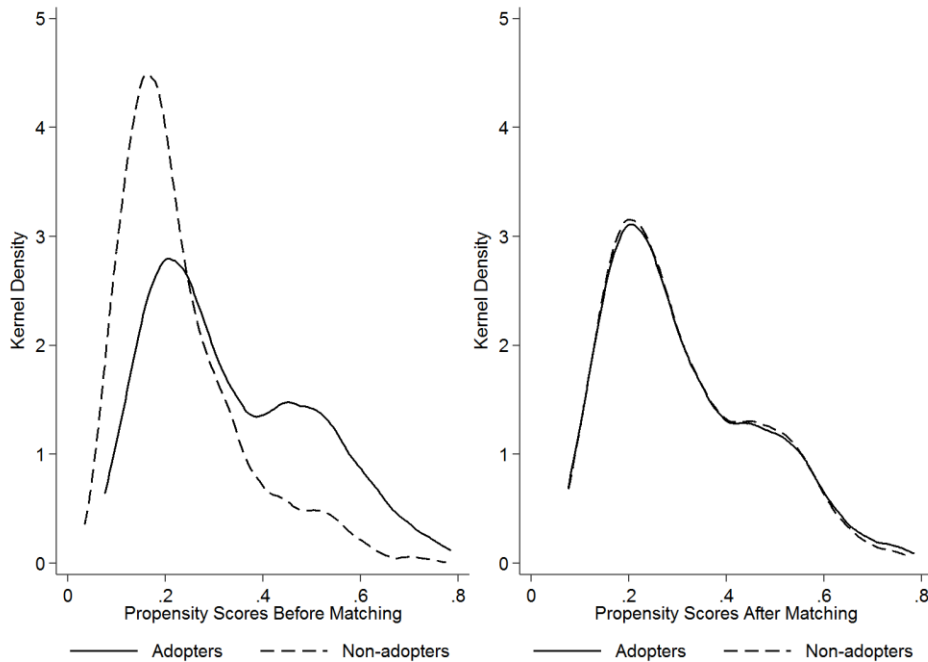 5
4
3
2
1
0
Kernel Density
0
.2
.4
.6
.8
Propensity Scores Before Matching
Adopters
Non-adopters
5
4
3
2
1
0
Kernel Density
0
.2
.4
.6
.8
Propensity Scores After Matching
Adopters
Non-adopters